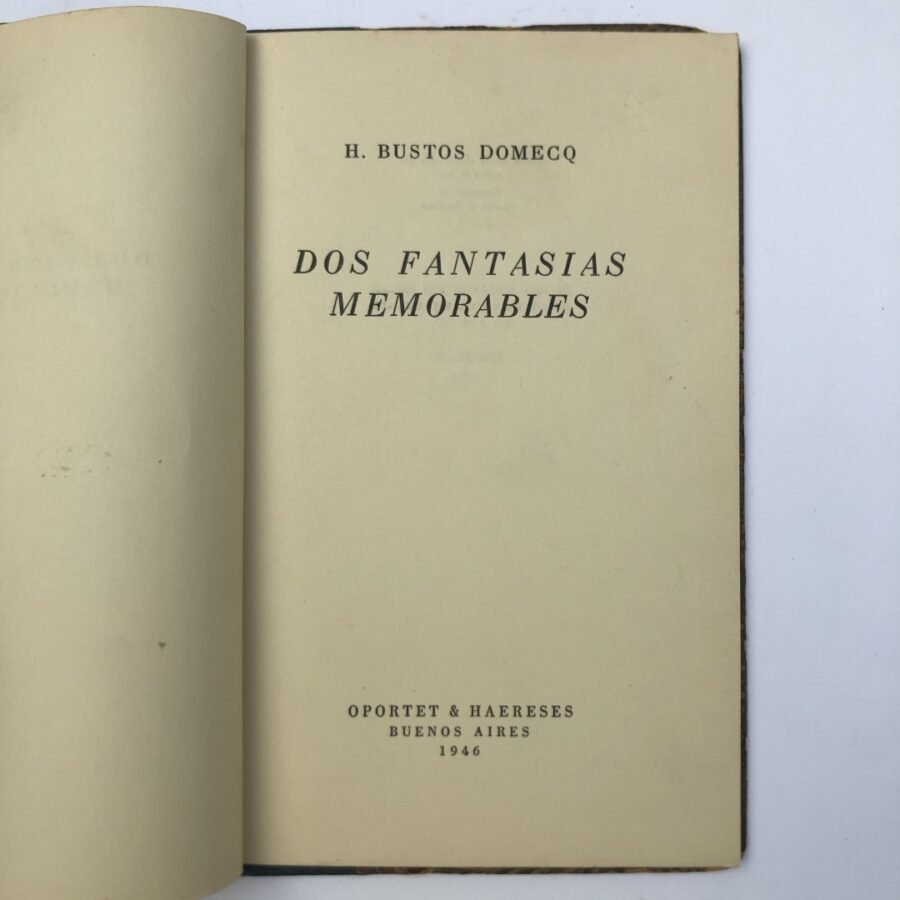 H. BUSTOS DOMECQ
DOS FANTASIAS
MEMORABLES
OPORTET & HAERESES
BUENOS AIRES
1946